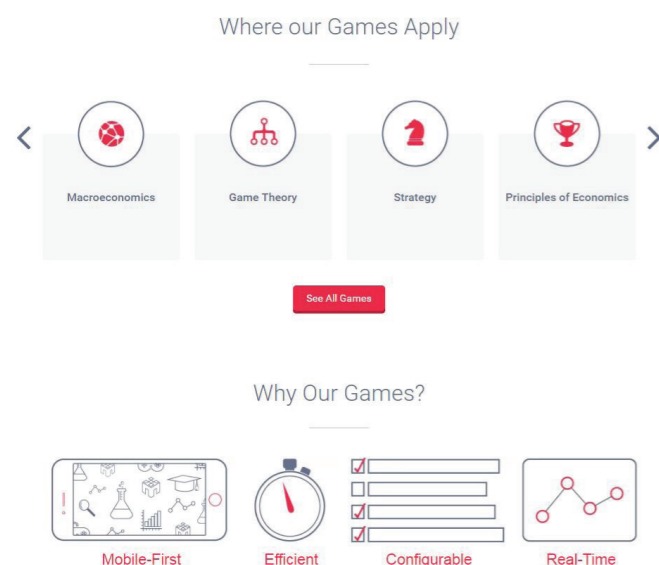 Where our Games Apply
Macroeconomics
Game Theory
Strategy
Principles of Economics
See All Games
Why Our Games?
Mobile-First
Efficient
Configurable
Real-Time